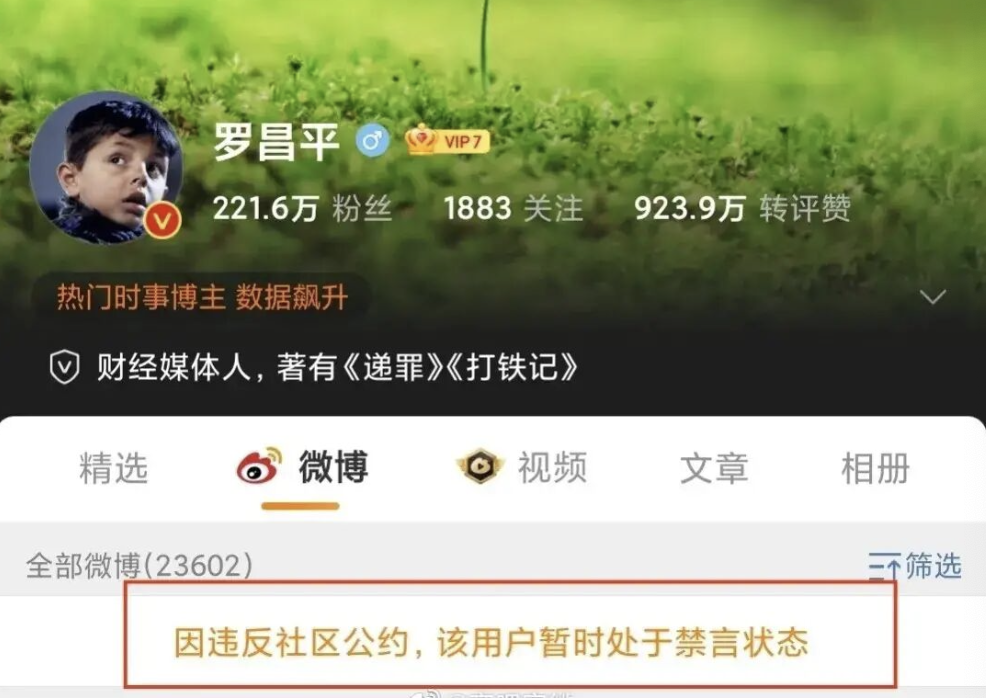 罗昌平 VIP 7
221.6万 粉丝 1883 关注 923.9万 转评赞
热门时事博主 数据飙升
财经媒体人，著有《递罪》《打铁记》
精选 微博 视频 文章 相册
全部微博(23602) 筛选
因违反社区公约，该用户暂时处于禁言状态